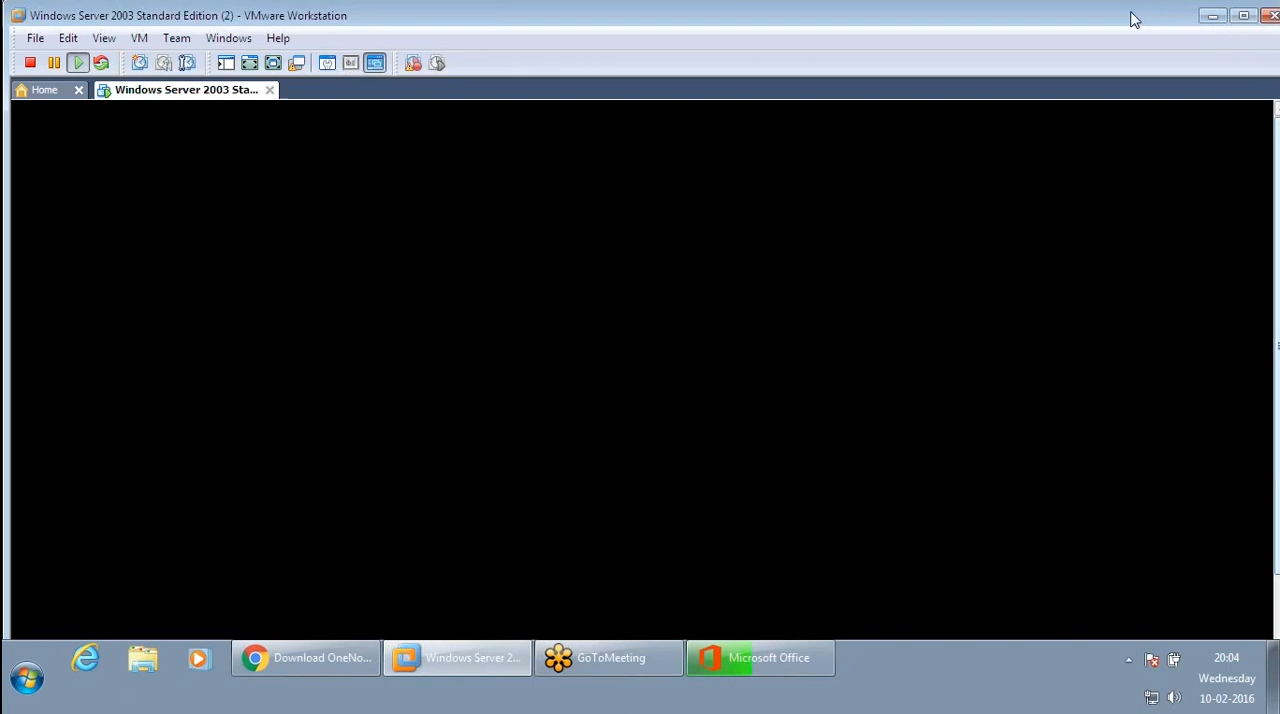 Windows Server 2003 Standard Edition (2) - VMware Workstation
File Edit View VM Team Windows Help
Home Windows Server 2003 Sta...
Download OneNo... Windows Server 2... GoToMeeting Microsoft Office
20:04
Wednesday
10-02-2016